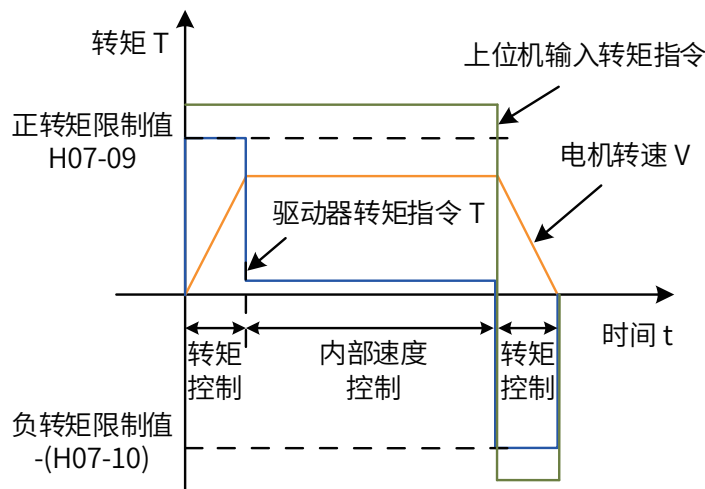 转矩 T
上位机输入转矩指令
正转矩限制值
H07-09
电机转速 V
驱动器转矩指令 T
时间 t
转矩
控制
内部速度
控制
转矩
控制
负转矩限制值
-(H07-10)